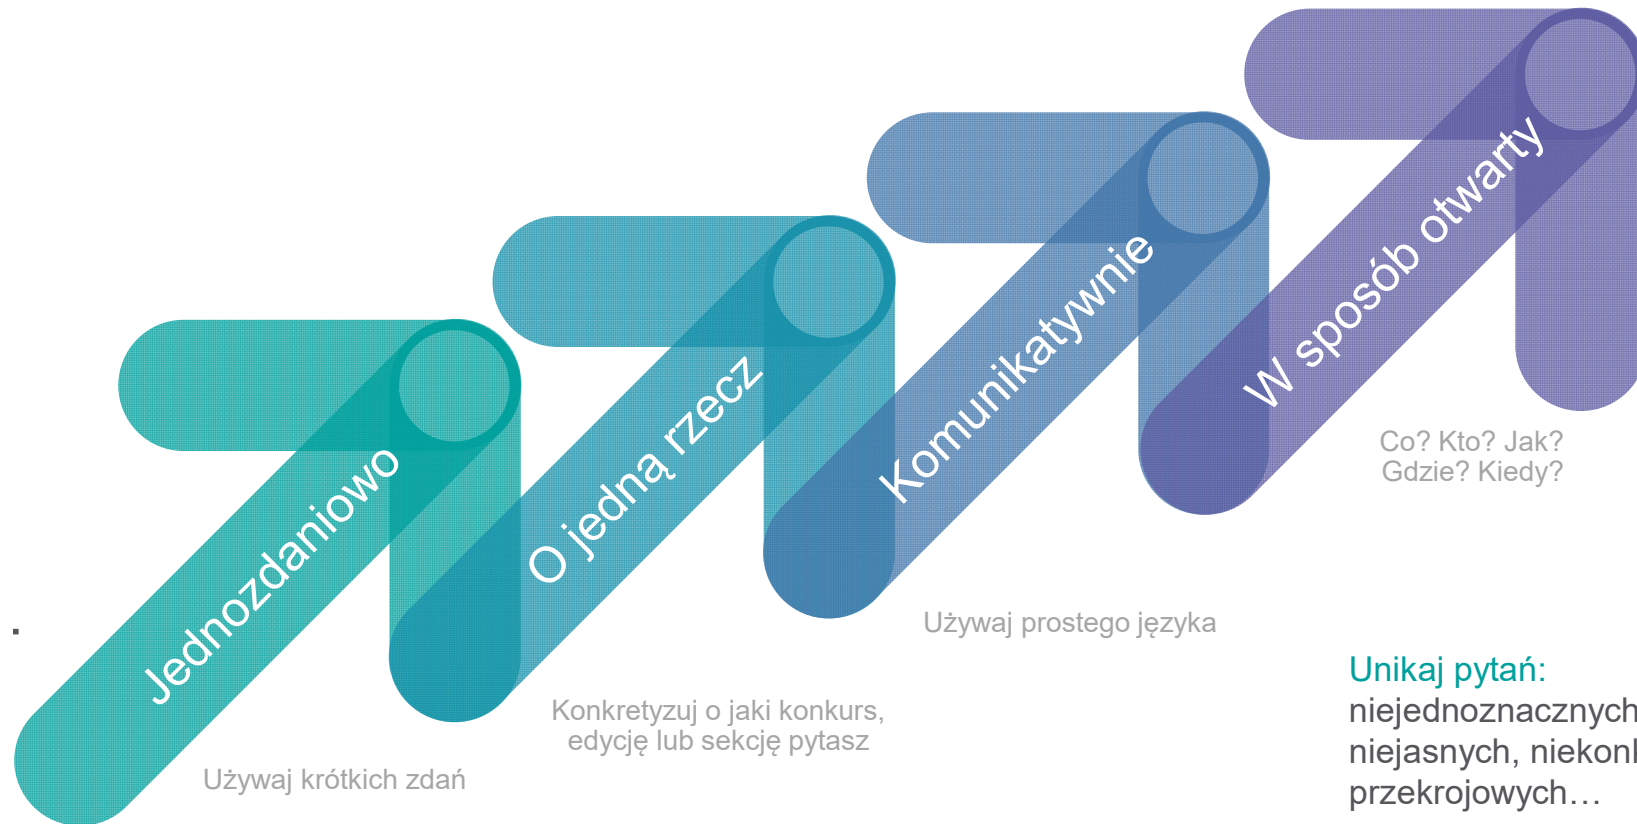 Jednozdaniowo
Używaj krótkich zdań
O jedną rzecz
Konkretyzuj o jaki konkurs,
edycję lub sekcję pytasz
Komunikatywnie
Używaj prostego języka
W sposób otwarty
Co? Kto? Jak?
Gdzie? Kiedy?
Unikaj pytań:
niejednoznacznych
niejasnych,
przekrojowych…